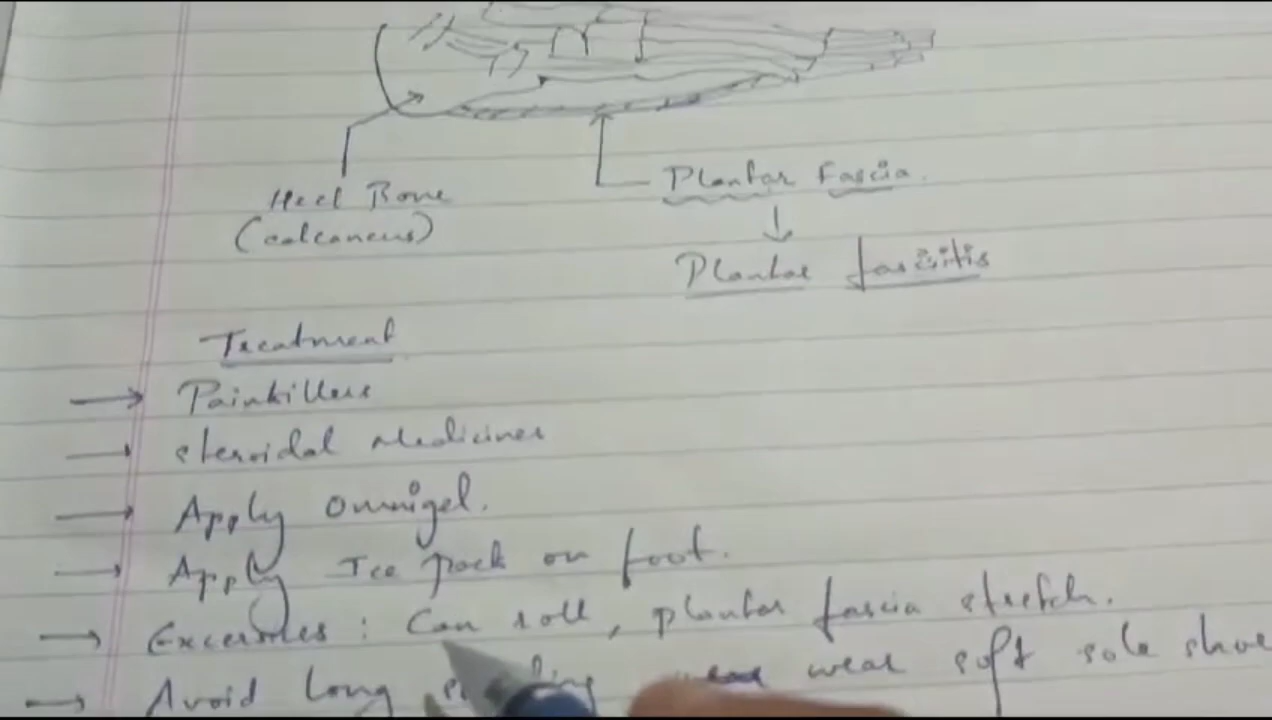 Plantar Fascia.
Heel Bone
(calcaneus)
Plantar fasciitis
Treatment
Painkillers
steroidal medicines
Apply Omnigel.
Apply Ice pack on foot.
Excersies : Can roll, plantar fascia stretch.
Avoid long wear soft sole shoe